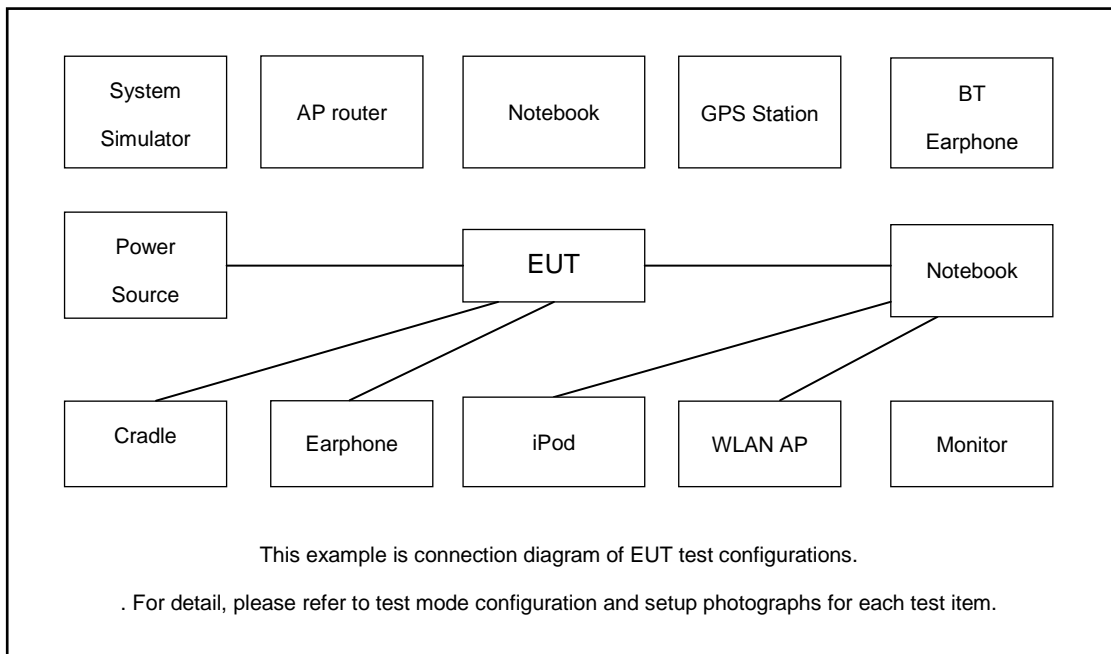 System
Simulator
AP router
Notebook
GPS Station
BT
Earphone
Power
Source
EUT
Notebook
Cradle
Earphone
iPod
WLAN AP
Monitor
This example is connection diagram of EUT test configurations.
. For detail, please refer to test mode configuration and setup photographs for each test item.